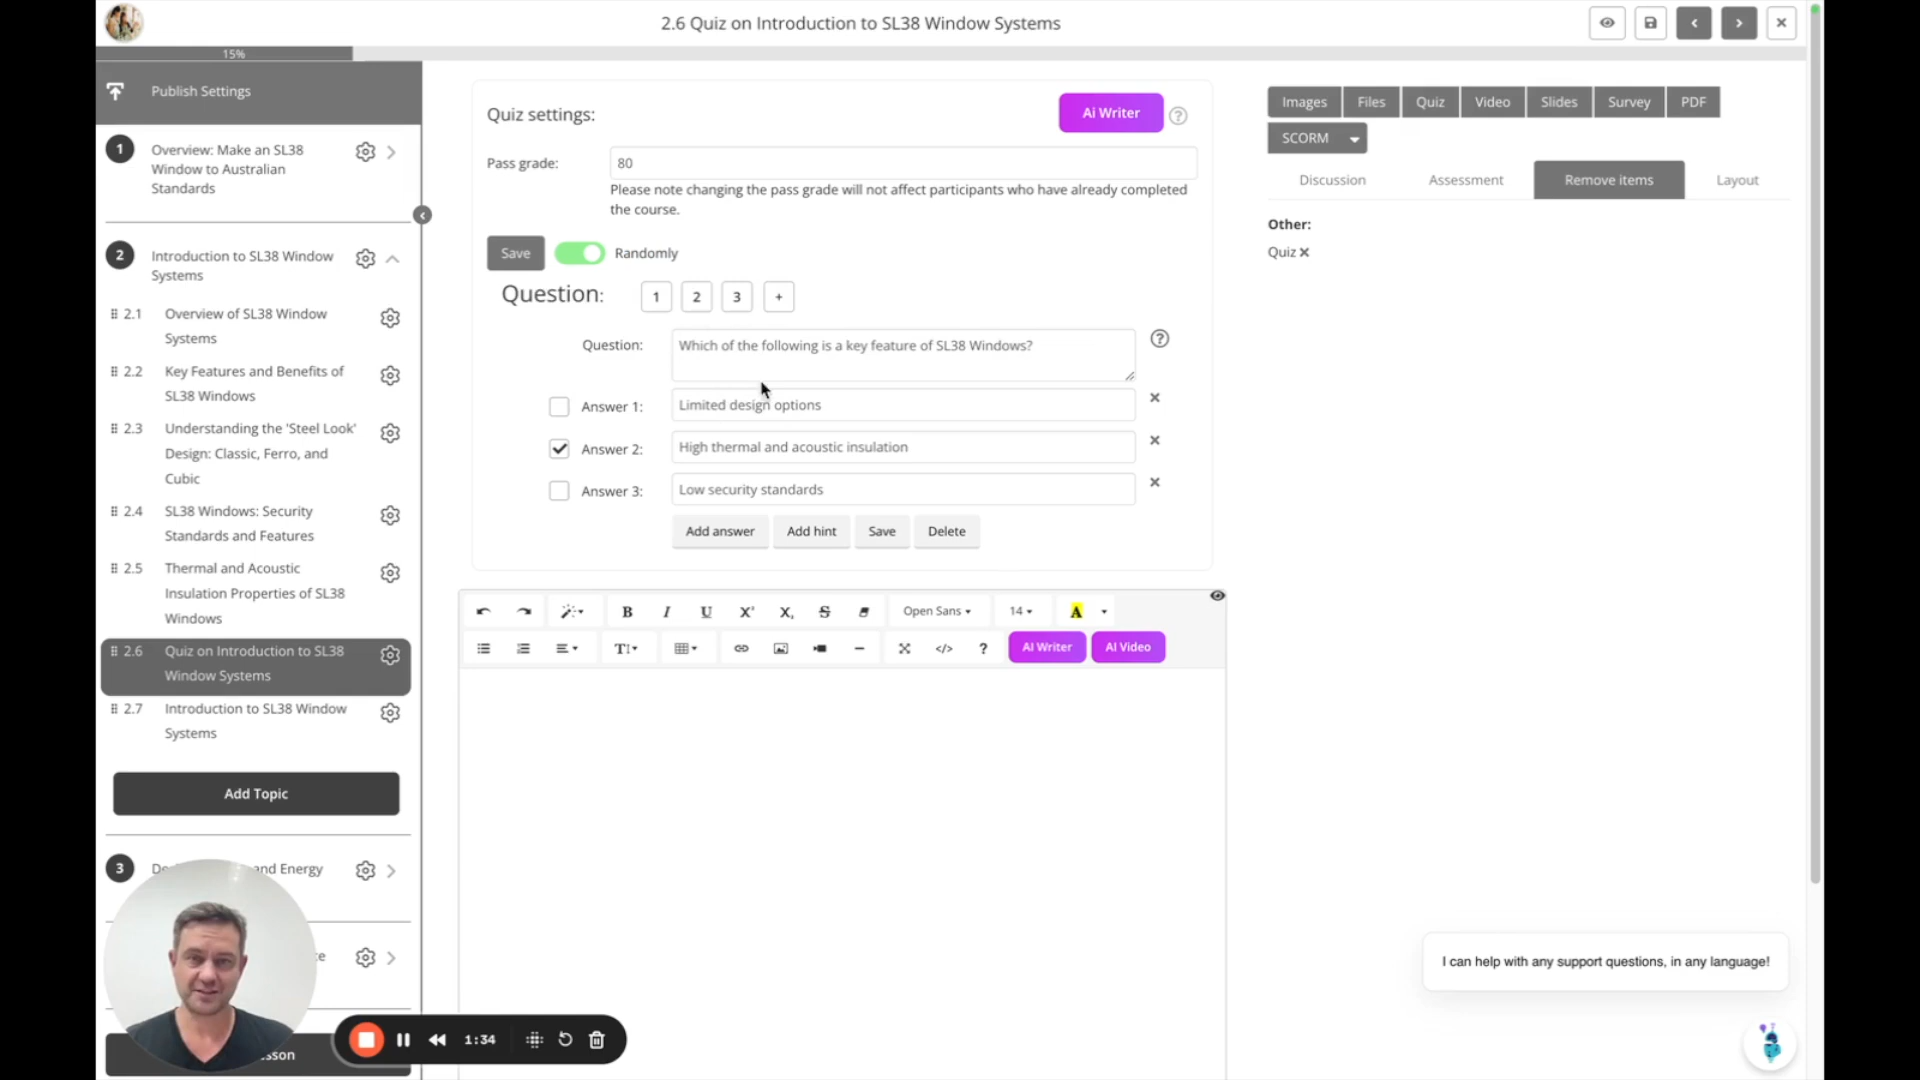 2.6 Quiz on Introduction to SL38 Window Systems
15%
Publish Settings
1
Overview: Make an SL38
Window to Australian
Standards
2
Introduction to SL38 Window
Systems
2.1
Overview of SL38 Window
Systems
2.2
Key Features and Benefits of
SL38 Windows
2.3
Understanding the 'Steel Look'
Design: Classic, Ferro, and
Cubic
2.4
SL38 Windows: Security
Standards and Features
2.5
Thermal and Acoustic
Insulation Properties of SL38
Windows
2.6
Quiz on Introduction to SL38
Window Systems
2.7
Introduction to SL38 Window
Systems
Add Topic
3
and Energy
1:34
Quiz settings:
Ai Writer
?
Pass grade:
80
Please note changing the pass grade will not affect participants who have already completed
the course.
Save
Randomly
Question:
1
2
3
+
Question:
Which of the following is a key feature of SL38 Windows?
?
Answer 1:
Limited design options
Answer 2:
High thermal and acoustic insulation
Answer 3:
Low security standards
Add answer
Add hint
Save
Delete
B
I
U
X
X
S
Open Sans
14
A
T
</>
?
AI Writer
AI Video
Images
Files
Quiz
Video
Slides
Survey
PDF
SCORM
Discussion
Assessment
Remove items
Layout
Other:
Quiz
I can help with any support questions, in any language!